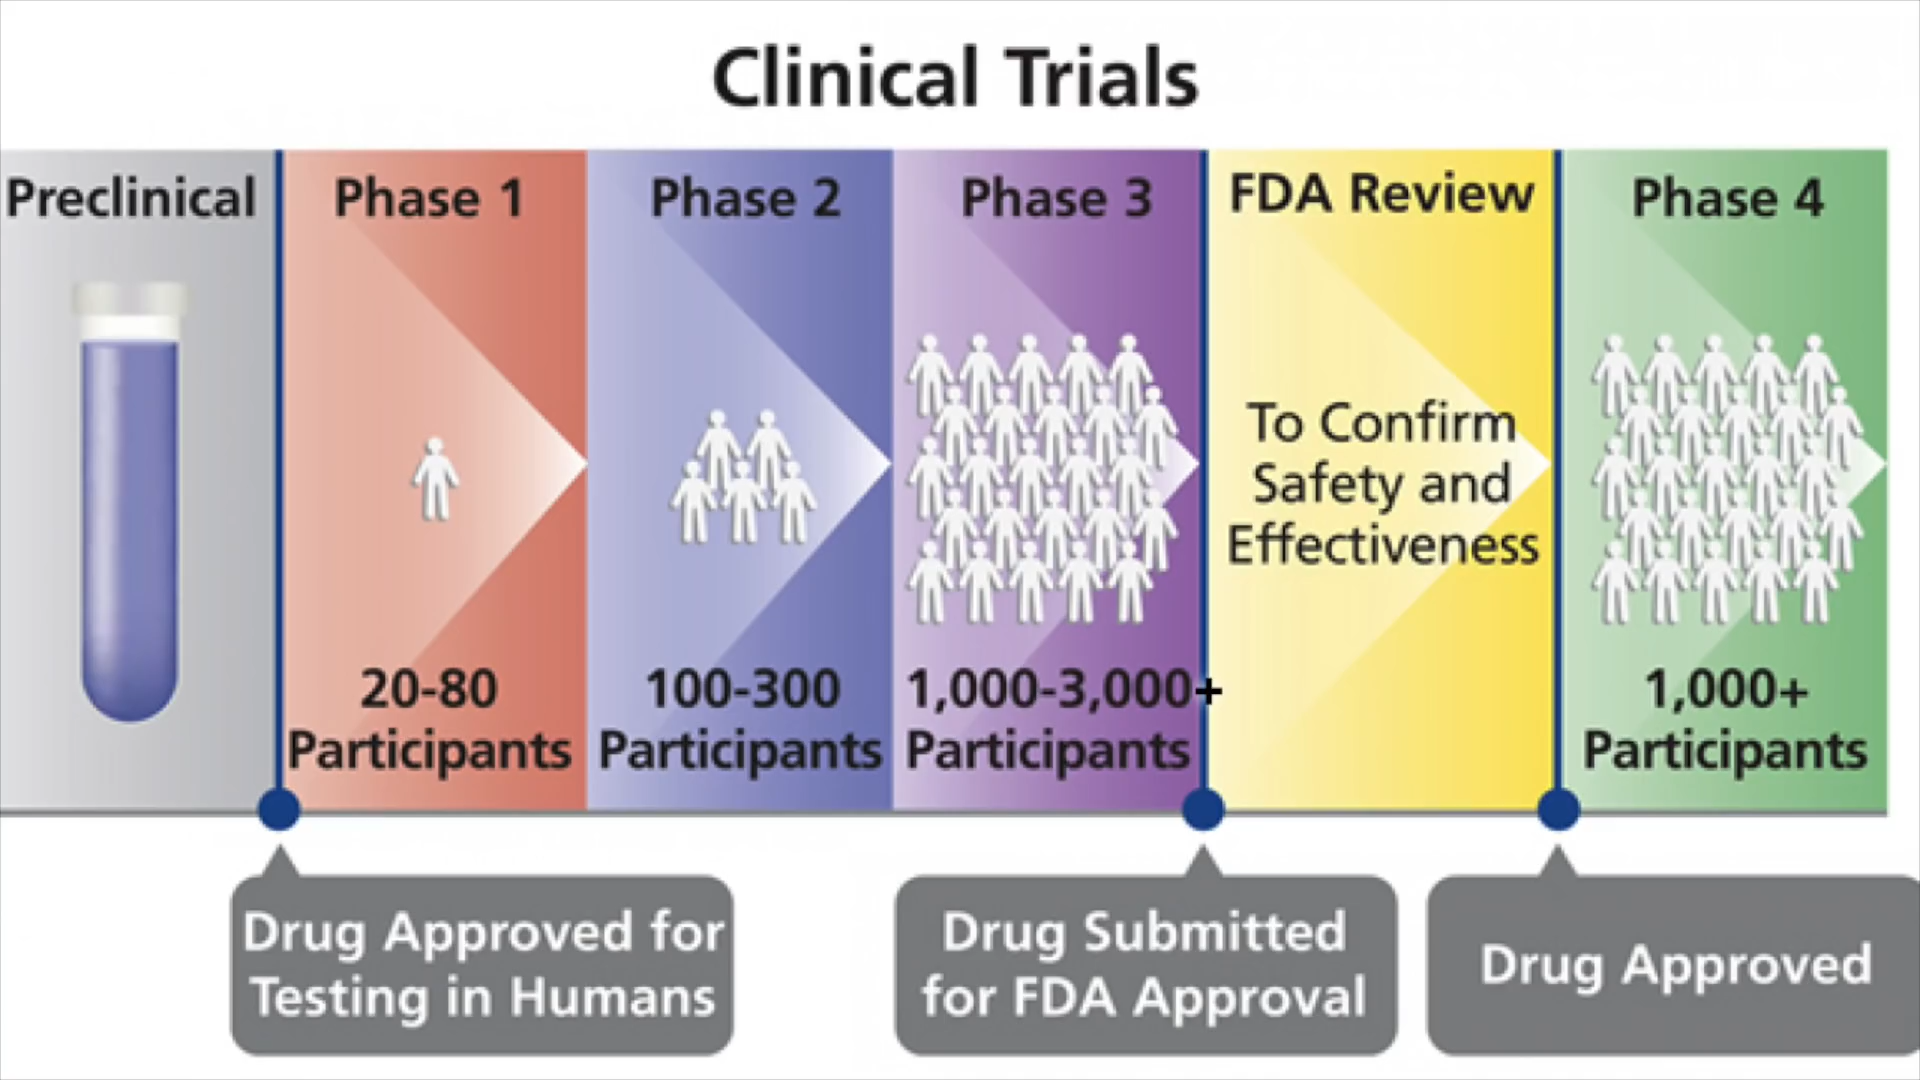 Clinical Trials
Preclinical
Phase 1
20-80
Participants
Phase 2
100-300
Participants
Phase 3
1,000-3,000+
Participants
FDA Review
To Confirm
Safety and
Effectiveness
Phase 4
1,000+
Participants
Drug Approved for
Testing in Humans
Drug Submitted
for FDA Approval
Drug Approved